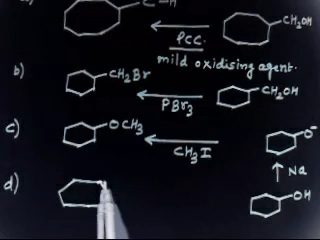 C-H
CH₂OH
PCC.
mild oxidising agent.
b) CH₂Br
CH₂OH
PBr₃
c) OCH₃
O⁻
CH₃I
Na
d)
OH